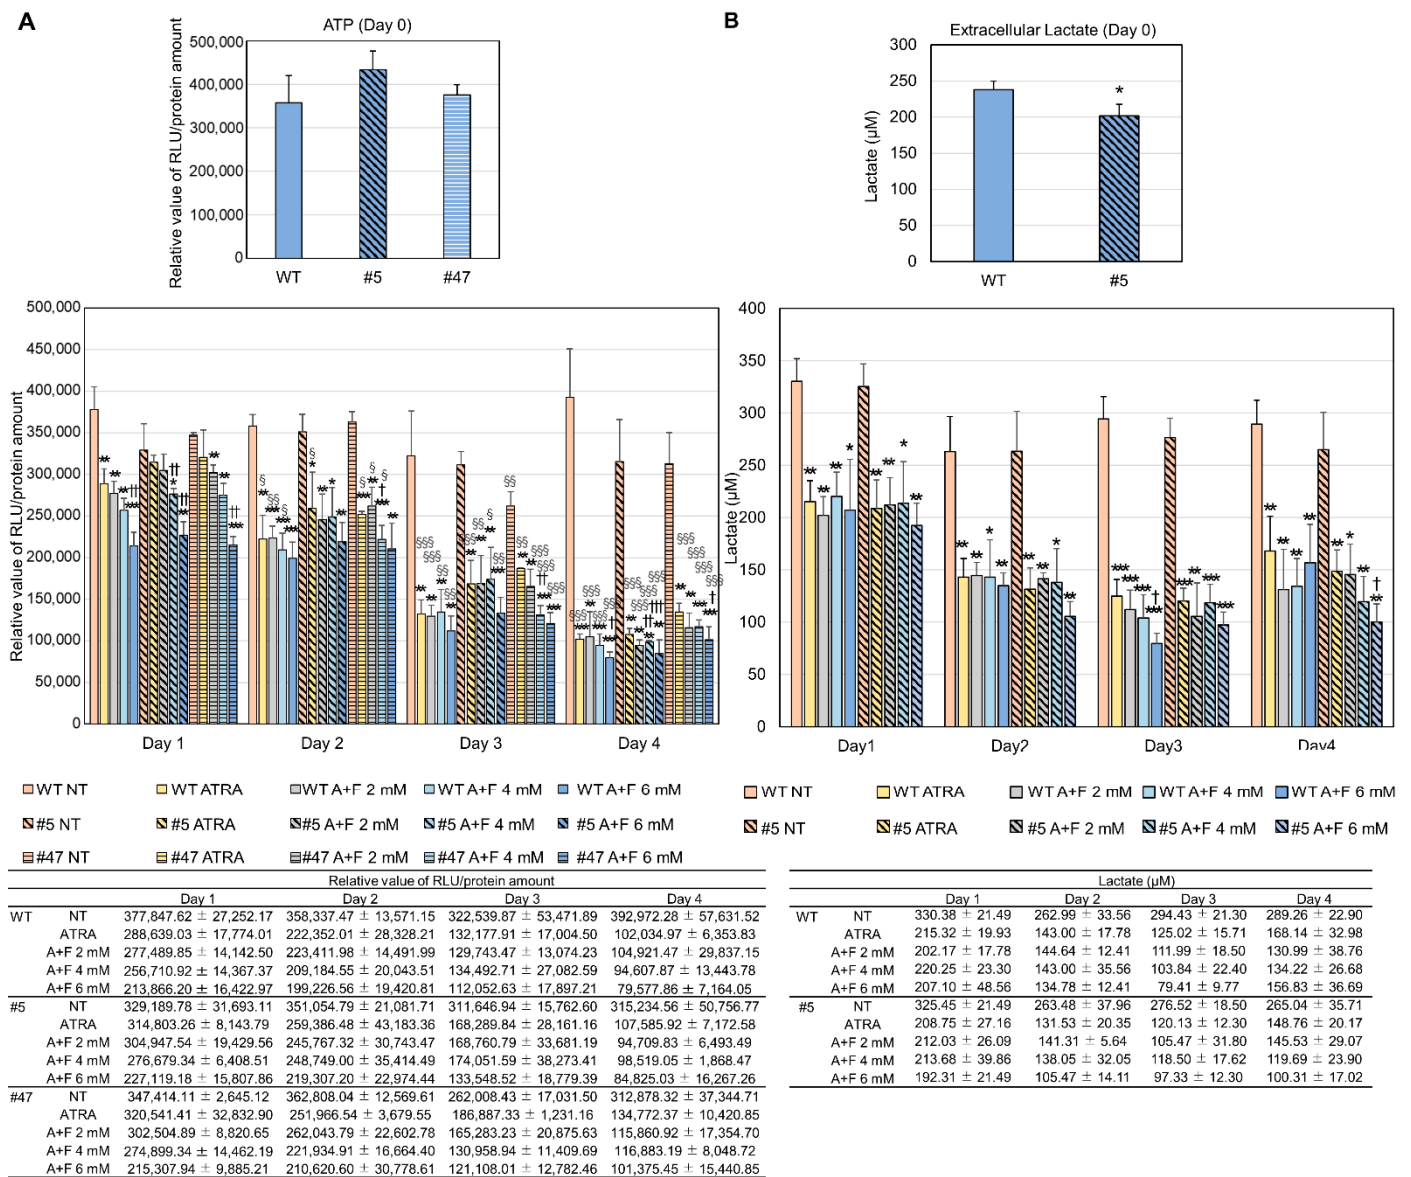 A
ATP (Day 0)
Relative value of RLU/protein amount
500,000
400,000
300,000
400,000
100,000
0
WT #5 #47
B
Extracellular Lactate (Day 0)
Lactate (µM)
300
250
200
150
100
50
0
*
WT #5
Relative value of RLU/protein amount
500,000
450,000
400,000
350,000
300,000
250,000
200,000
150,000
100,000
50,000
0
Day 1 Day 2 Day 3 Day 4
WT NT WT ATRA WT A+F 2 mM WT A+F 4 mM WT A+F 6 mM
#5 NT #5 ATRA #5 A+F 2 mM #5 A+F 4 mM #5 A+F 6 mM
#47 NT #47 ATRA #47 A+F 2 mM #47 A+F 4 mM #47 A+F 6 mM
Lactate (µM)
400
350
300
250
200
150
100
50
0
Day1 Day2 Day3 Day4
WT NT WT ATRA WT A+F 2 mM WT A+F 4 mM WT A+F 6 mM
#5 NT #5 ATRA #5 A+F 2 mM #5 A+F 4 mM #5 A+F 6 mM
Relative value of RLU/protein amount
Day 1 Day 2 Day 3 Day 4
WT NT 377,847.62 ± 27,252.17 358,337.47 ± 13,571.15 322,539.87 ± 53,471.89 392,972.28 ± 57,631.52
ATRA 288,639.03 ± 17,774.01 222,352.01 ± 28,328.21 132,177.91 ± 17,004.50 102,034.97 ± 6,353.83
A+F 2 mM 277,489.85 ± 14,142.50 223,411.98 ± 14,491.99 129,743.47 ± 13,074.23 104,921.47 ± 29,837.15
A+F 4 mM 256,710.92 ± 14,367.37 209,184.55 ± 20,043.51 134,492.71 ± 27,082.59 94,607.87 ± 13,443.78
A+F 6 mM 213,866.20 ± 16,422.97 199,226.56 ± 19,420.81 112,052.63 ± 17,897.21 79,577.86 ± 7,164.05
#5 NT 329,189.78 ± 31,693.11 351,054.79 ± 21,081.71 311,646.94 ± 15,762.60 315,234.56 ± 50,756.77
ATRA 314,803.26 ± 8,143.79 259,386.48 ± 43,183.36 168,289.84 ± 28,161.16 107,585.92 ± 7,172.58
A+F 2 mM 304,947.54 ± 19,429.56 245,767.32 ± 30,743.47 168,760.79 ± 33,681.19 94,709.83 ± 6,493.49
A+F 4 mM 276,679.34 ± 6,408.51 248,749.00 ± 35,414.49 174,051.59 ± 38,273.41 98,519.05 ± 1,868.47
A+F 6 mM 227,119.18 ± 15,807.86 219,307.20 ± 22,974.44 133,548.52 ± 18,779.39 84,825.03 ± 16,267.26
#47 NT 347,414.11 ± 2,645.12 362,808.04 ± 12,569.61 262,008.43 ± 17,031.50 312,878.32 ± 37,344.71
ATRA 320,541.41 ± 32,832.90 251,966.54 ± 3,679.55 186,887.33 ± 1,231.16 134,772.37 ± 10,420.85
A+F 2 mM 302,504.89 ± 8,820.65 262,043.79 ± 22,602.78 165,283.23 ± 20,875.63 115,860.92 ± 17,354.70
A+F 4 mM 274,899.34 ± 14,462.19 221,934.91 ± 16,664.40 130,958.94 ± 11,409.69 116,883.19 ± 8,048.72
A+F 6 mM 215,307.94 ± 9,885.21 210,620.60 ± 30,778.61 121,108.01 ± 12,782.46 101,375.45 ± 15,440.85
Lactate (µM)
Day 1 Day 2 Day 3 Day 4
WT NT 330.38 ± 21.49 262.99 ± 33.56 294.43 ± 21.30 289.26 ± 22.90
ATRA 215.32 ± 19.93 143.00 ± 17.78 125.02 ± 15.71 168.14 ± 32.98
A+F 2 mM 202.17 ± 17.78 144.64 ± 12.41 111.99 ± 18.50 130.99 ± 38.76
A+F 4 mM 220.25 ± 23.30 143.00 ± 35.56 103.84 ± 22.40 134.22 ± 26.68
A+F 6 mM 207.10 ± 48.56 134.78 ± 12.41 79.41 ± 9.77 156.83 ± 36.69
#5 NT 325.45 ± 21.49 263.48 ± 37.96 276.52 ± 18.50 265.04 ± 35.71
ATRA 208.75 ± 27.16 131.53 ± 20.35 120.13 ± 12.30 148.76 ± 20.17
A+F 2 mM 212.03 ± 26.09 141.31 ± 5.64 105.47 ± 31.80 145.53 ± 29.07
A+F 4 mM 213.68 ± 39.86 138.05 ± 32.05 118.50 ± 17.62 119.69 ± 23.90
A+F 6 mM 192.31 ± 21.49 105.47 ± 14.11 97.33 ± 12.30 100.31 ± 17.02